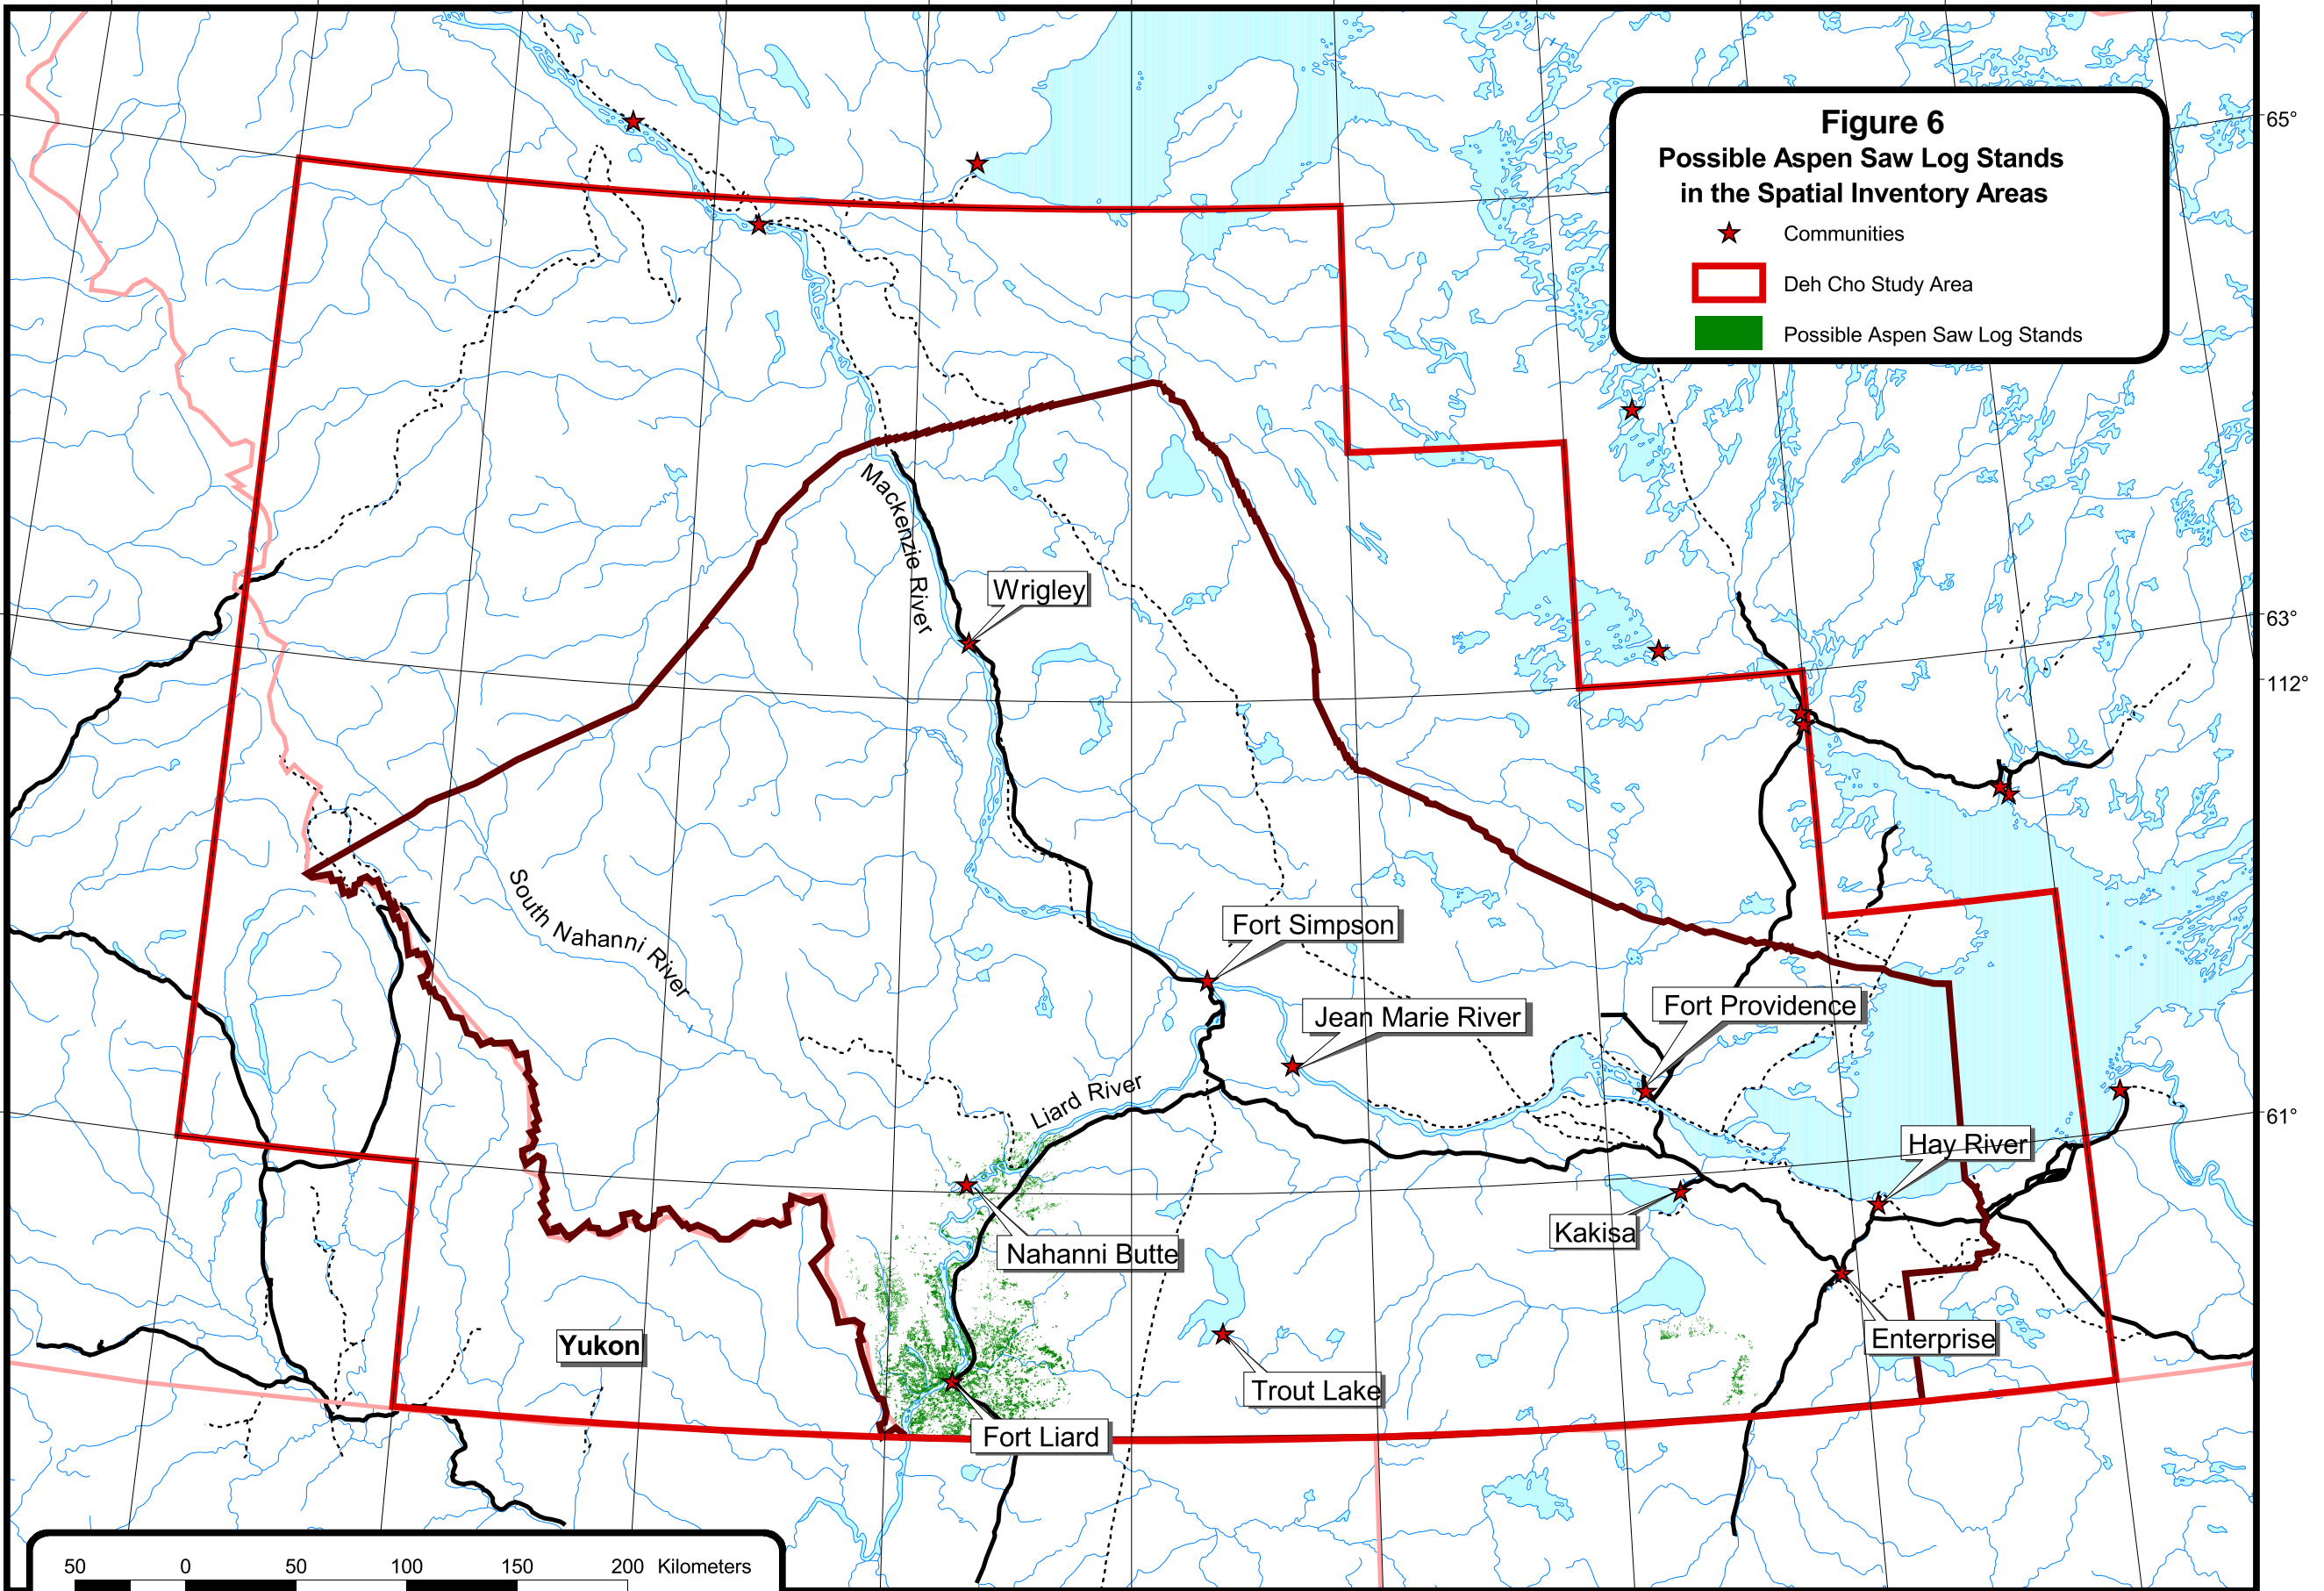 Figure 6
Possible Aspen Saw Log Stands
in the Spatial Inventory Areas
Communities
Deh Cho Study Area
Possible Aspen Saw Log Stands
65°
63°
112°
61°
Mackenzie River
Wrigley
South Nahanni River
Fort Simpson
Jean Marie River
Fort Providence
Liard River
Hay River
Kakisa
Nahanni Butte
Enterprise
Yukon
Trout Lake
Fort Liard
50 0 50 100 150 200 Kilometers